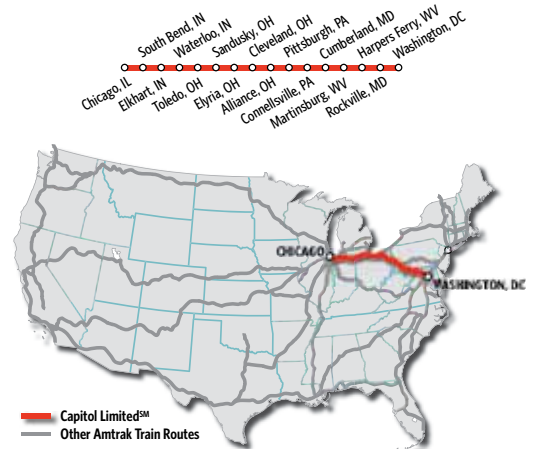 South Bend, IN
Waterloo, IN
Sandusky, OH
Cleveland, OH
Pittsburgh, PA
Cumberland, MD
Harpers Ferry, WV
Washington, DC
Chicago, IL
Elkhart, IN
Toledo, OH
Elyria, OH
Alliance, OH
Connellsville, PA
Martinsburg, WV
Rockville, MD
CHICAGO
WASHINGTON, DC
Capitol Limited℠
Other Amtrak Train Routes